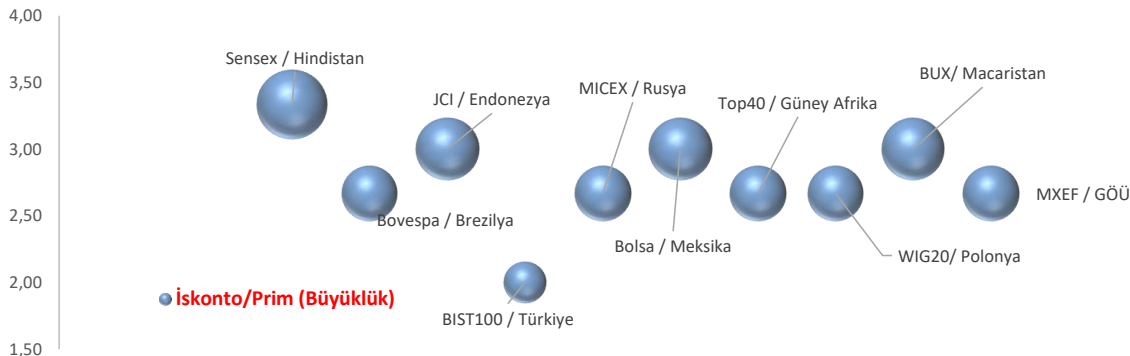 4,00
3,50
3,00
2,50
2,00
1,50
Sensex / Hindistan
JCI / Endonezya
MICEX / Rusya
Top40 / Güney Afrika
BUX/ Macaristan
Bovespa / Brezilya
Bolsa / Meksika
WIG20/ Polonya
MXEF / GÖÜ
BIST100 / Türkiye
İskonto/Prim (Büyüklük)